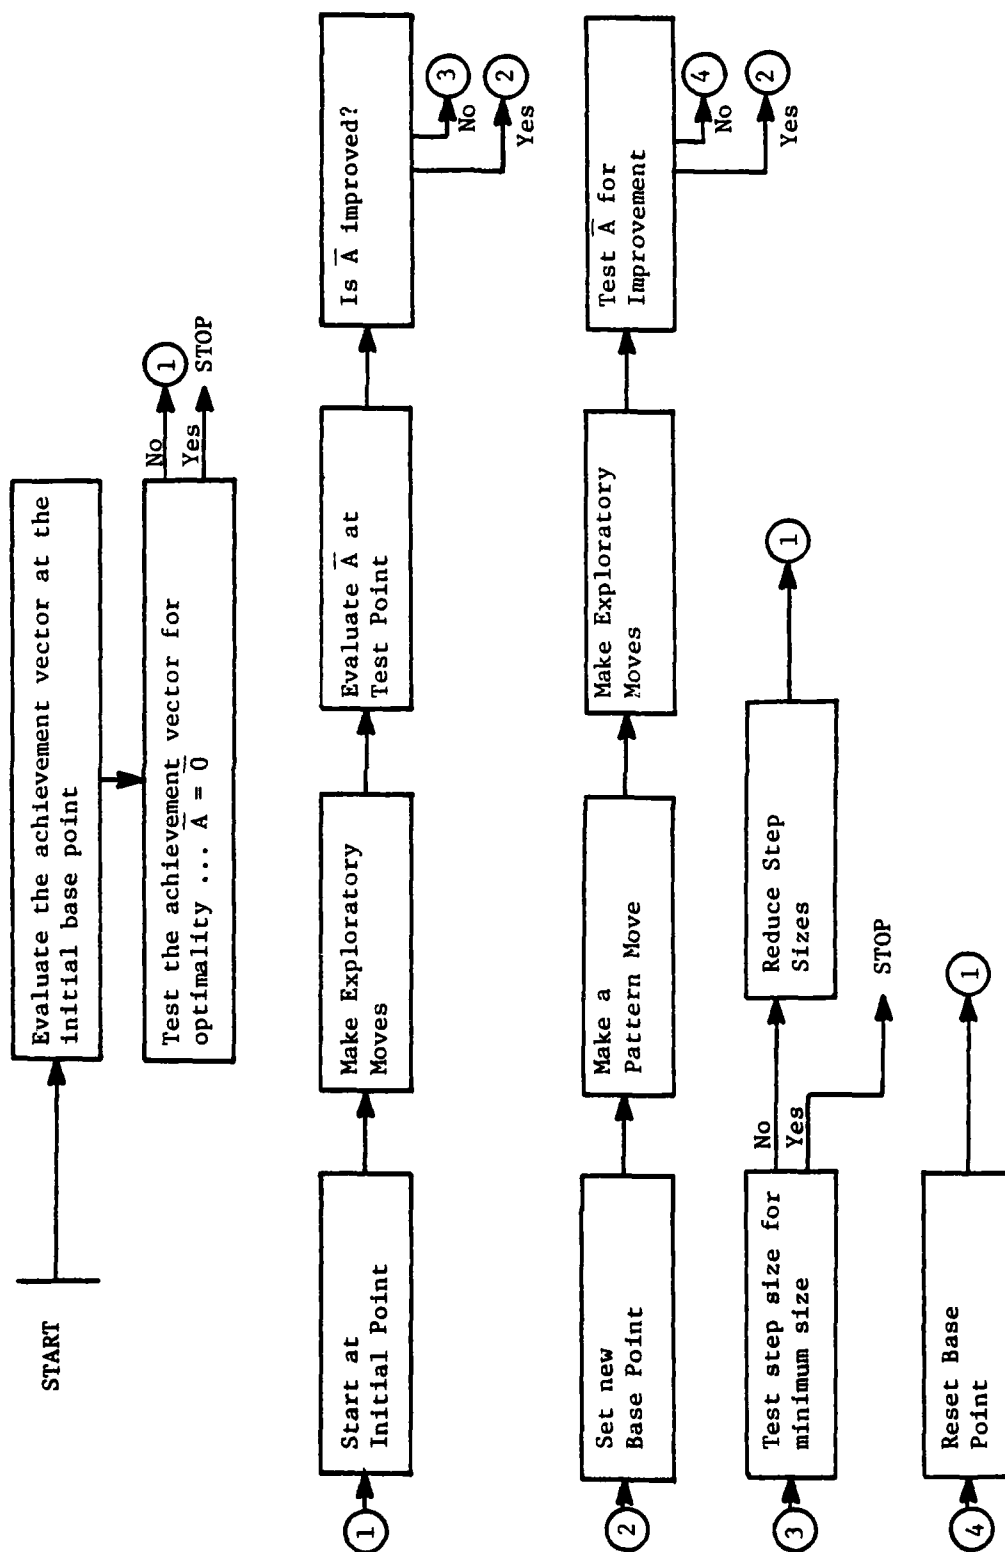 START
Evaluate the achievement vector at the
initial base point
Test the achievement vector for
optimality ... A̅ = 0̅
No
1
Yes
STOP
1
Start at
Initial Point
Make Exploratory
Moves
Evaluate A̅ at
Test Point
Is A̅ improved?
No
3
Yes
2
2
Set new
Base Point
Make a
Pattern Move
Make Exploratory
Moves
Test A̅ for
Improvement
No
4
Yes
2
3
Test step size for
minimum size
No
Yes
Reduce Step
Sizes
1
STOP
4
Reset Base
Point
1